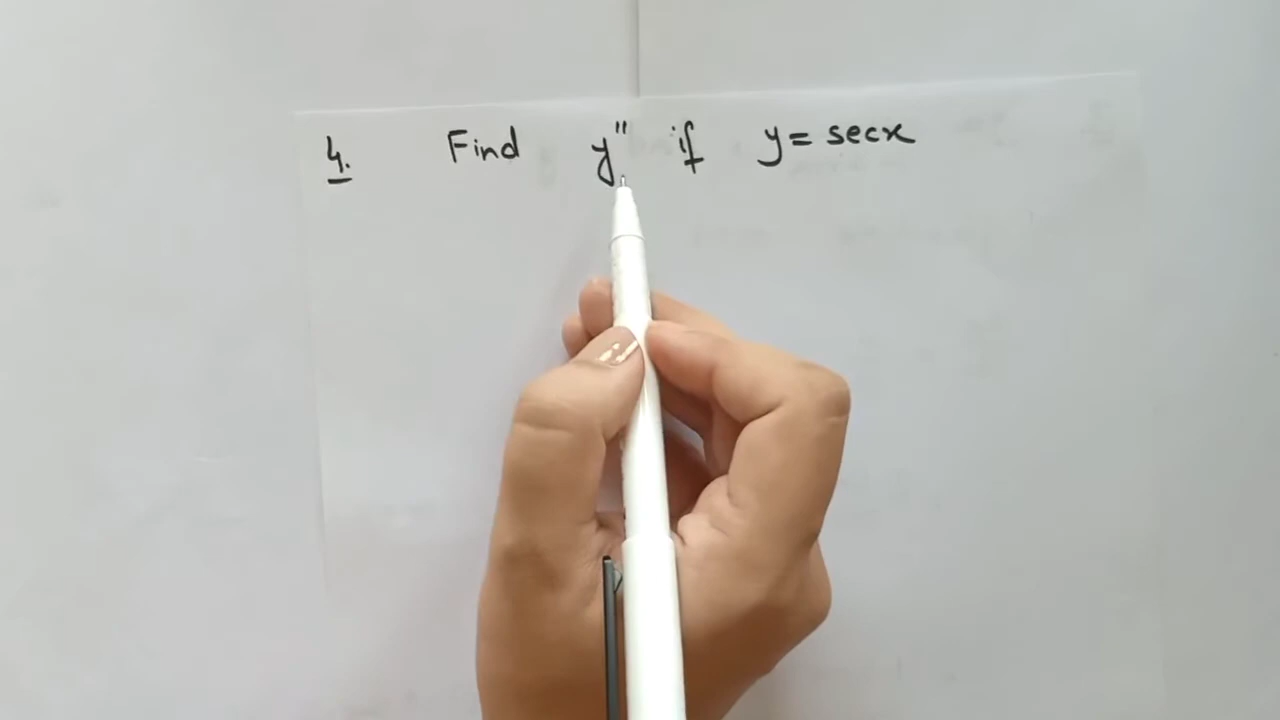 4. Find y" if y = secx